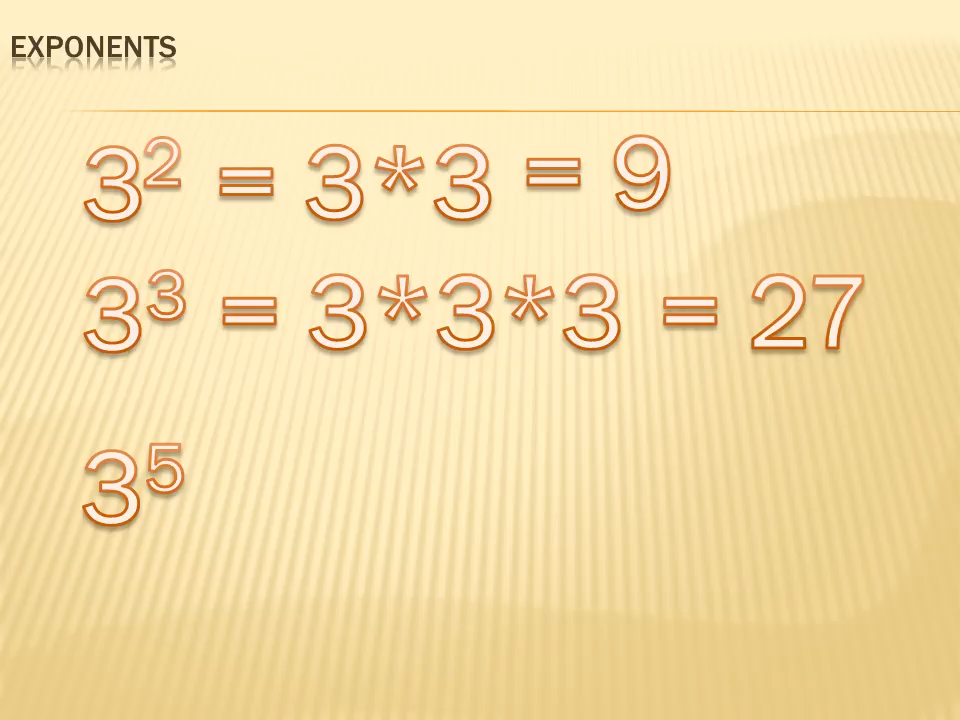 EXPONENTS
3² = 3*3 = 9
3³ = 3*3*3 = 27
3⁵